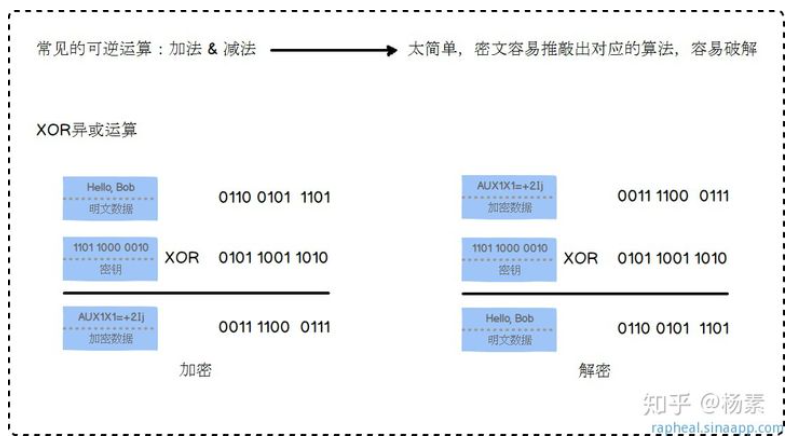 常见的可逆运算：加法 & 减法 太简单，密文容易推敲出对应的算法，容易破解
XOR异或运算
Hello, Bob
明文数据
0110 0101 1101
1101 1000 0010
密钥
XOR 0101 1001 1010
AUX1X1=+2Ij
加密数据
0011 1100 0111
加密
AUX1X1=+2Ij
加密数据
0011 1100 0111
1101 1000 0010
密钥
XOR 0101 1001 1010
Hello, Bob
明文数据
0110 0101 1101
解密
知乎 @杨素
rapheal.sinaapp.com